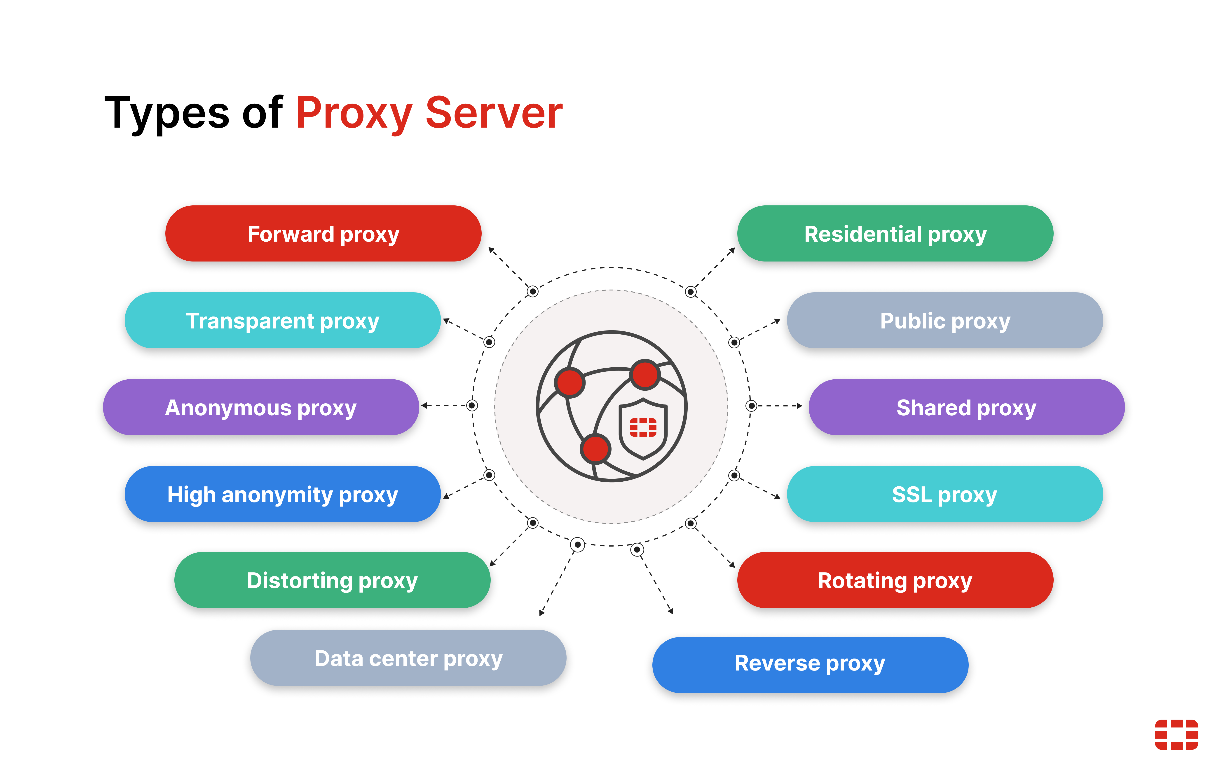 Types of Proxy Server
Forward proxy
Transparent proxy
Anonymous proxy
High anonymity proxy
Distorting proxy
Data center proxy
Residential proxy
Public proxy
Shared proxy
SSL proxy
Rotating proxy
Reverse proxy